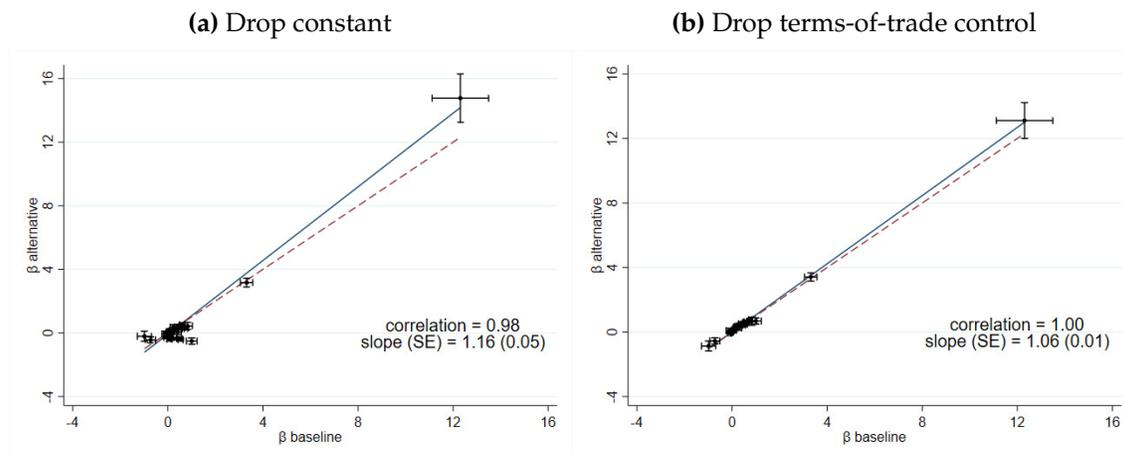 (a) Drop constant
16
12
8
4
0
-4
β alternative
-4 0 4 8 12 16
β baseline
correlation = 0.98
slope (SE) = 1.16 (0.05)
(b) Drop terms-of-trade control
16
12
8
4
0
-4
β alternative
-4 0 4 8 12 16
β baseline
correlation = 1.00
slope (SE) = 1.06 (0.01)